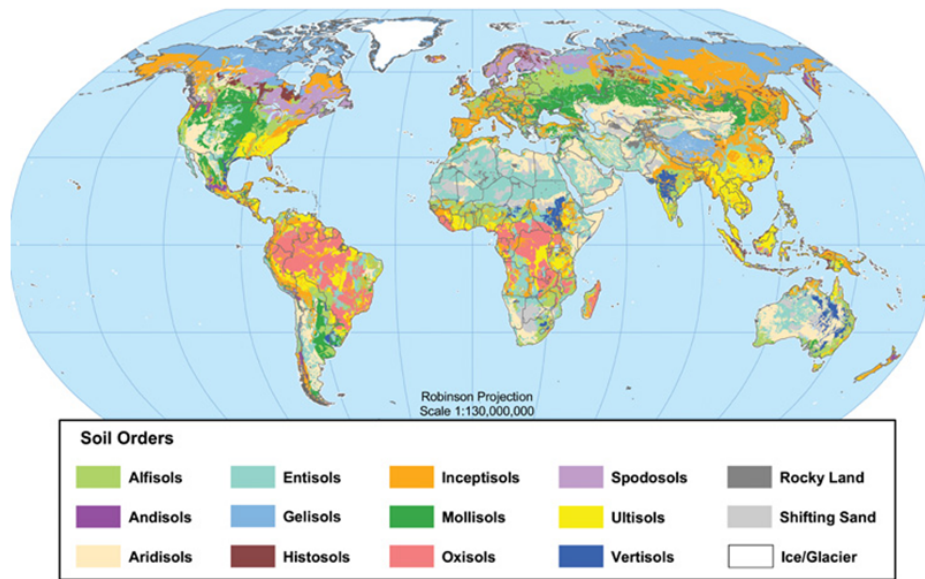 Robinson Projection
Scale 1:130,000,000
Soil Orders
Alfisols Entisols Inceptisols Spodosols Rocky Land
Andisols Gelisols Mollisols Ultisols Shifting Sand
Aridisols Histosols Oxisols Vertisols Ice/Glacier